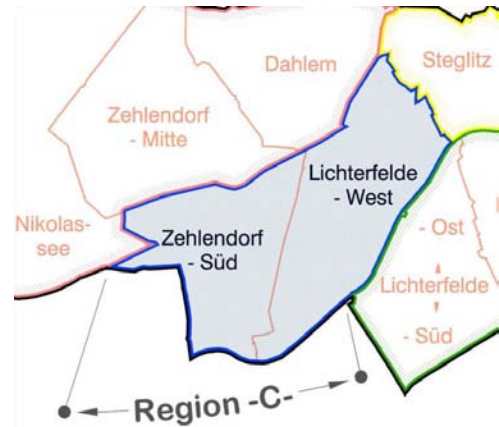 Steglitz
Dahlem
Zehlendorf
- Mitte
Lichterfelde
- West
Nikolas-
see
Zehlendorf
- Süd
- Ost
Lichterfelde
- Süd
Region -C-